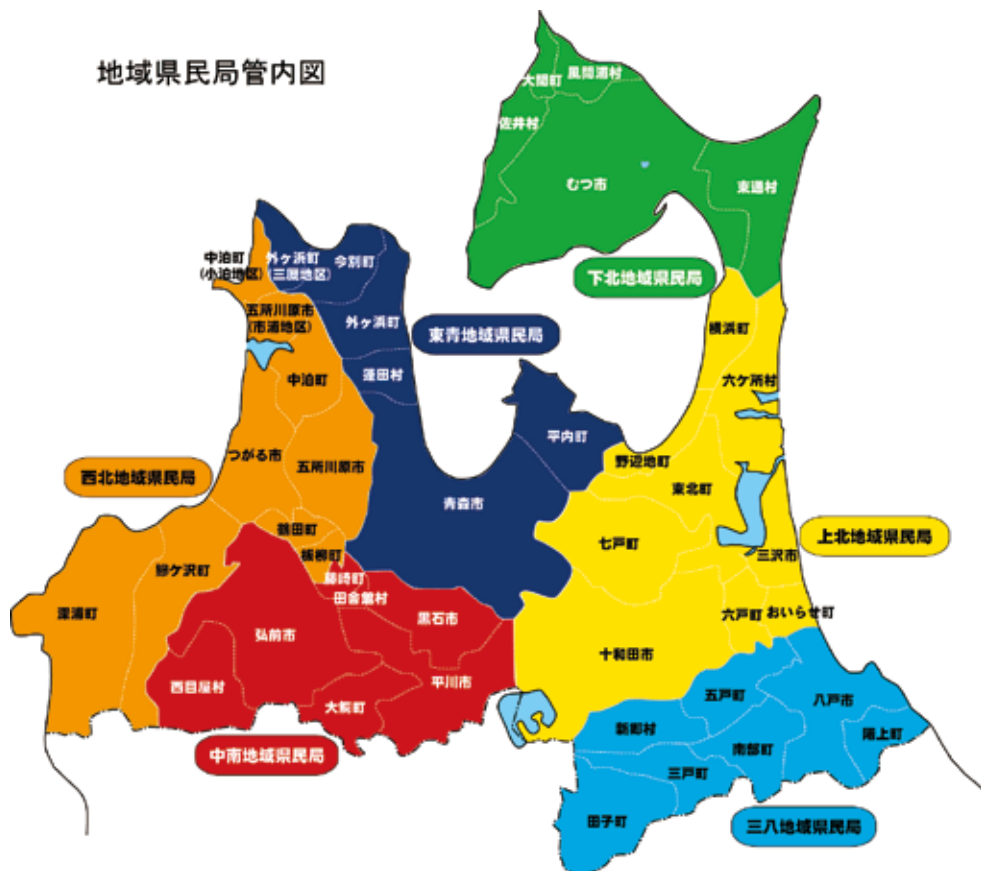 地域県民局管内図
大間町
風間浦村
佐井村
むつ市
東通村
下北地域県民局
中泊町
(小泊地区)
外ヶ浜町
(三厩地区)
今別町
五所川原市
(市浦地区)
外ヶ浜町
東青地域県民局
蓬田村
中泊町
横浜町
六ケ所村
平内町
つがる市
五所川原市
西北地域県民局
青森市
野辺地町
東北町
鶴田町
板柳町
七戸町
上北地域県民局
三沢市
鰺ケ沢町
藤崎町
田舎館村
深浦町
弘前市
黒石市
六戸町
おいらせ町
十和田市
西目屋村
平川市
大鰐町
中南地域県民局
五戸町
八戸市
新郷村
南部町
階上町
三戸町
田子町
三八地域県民局